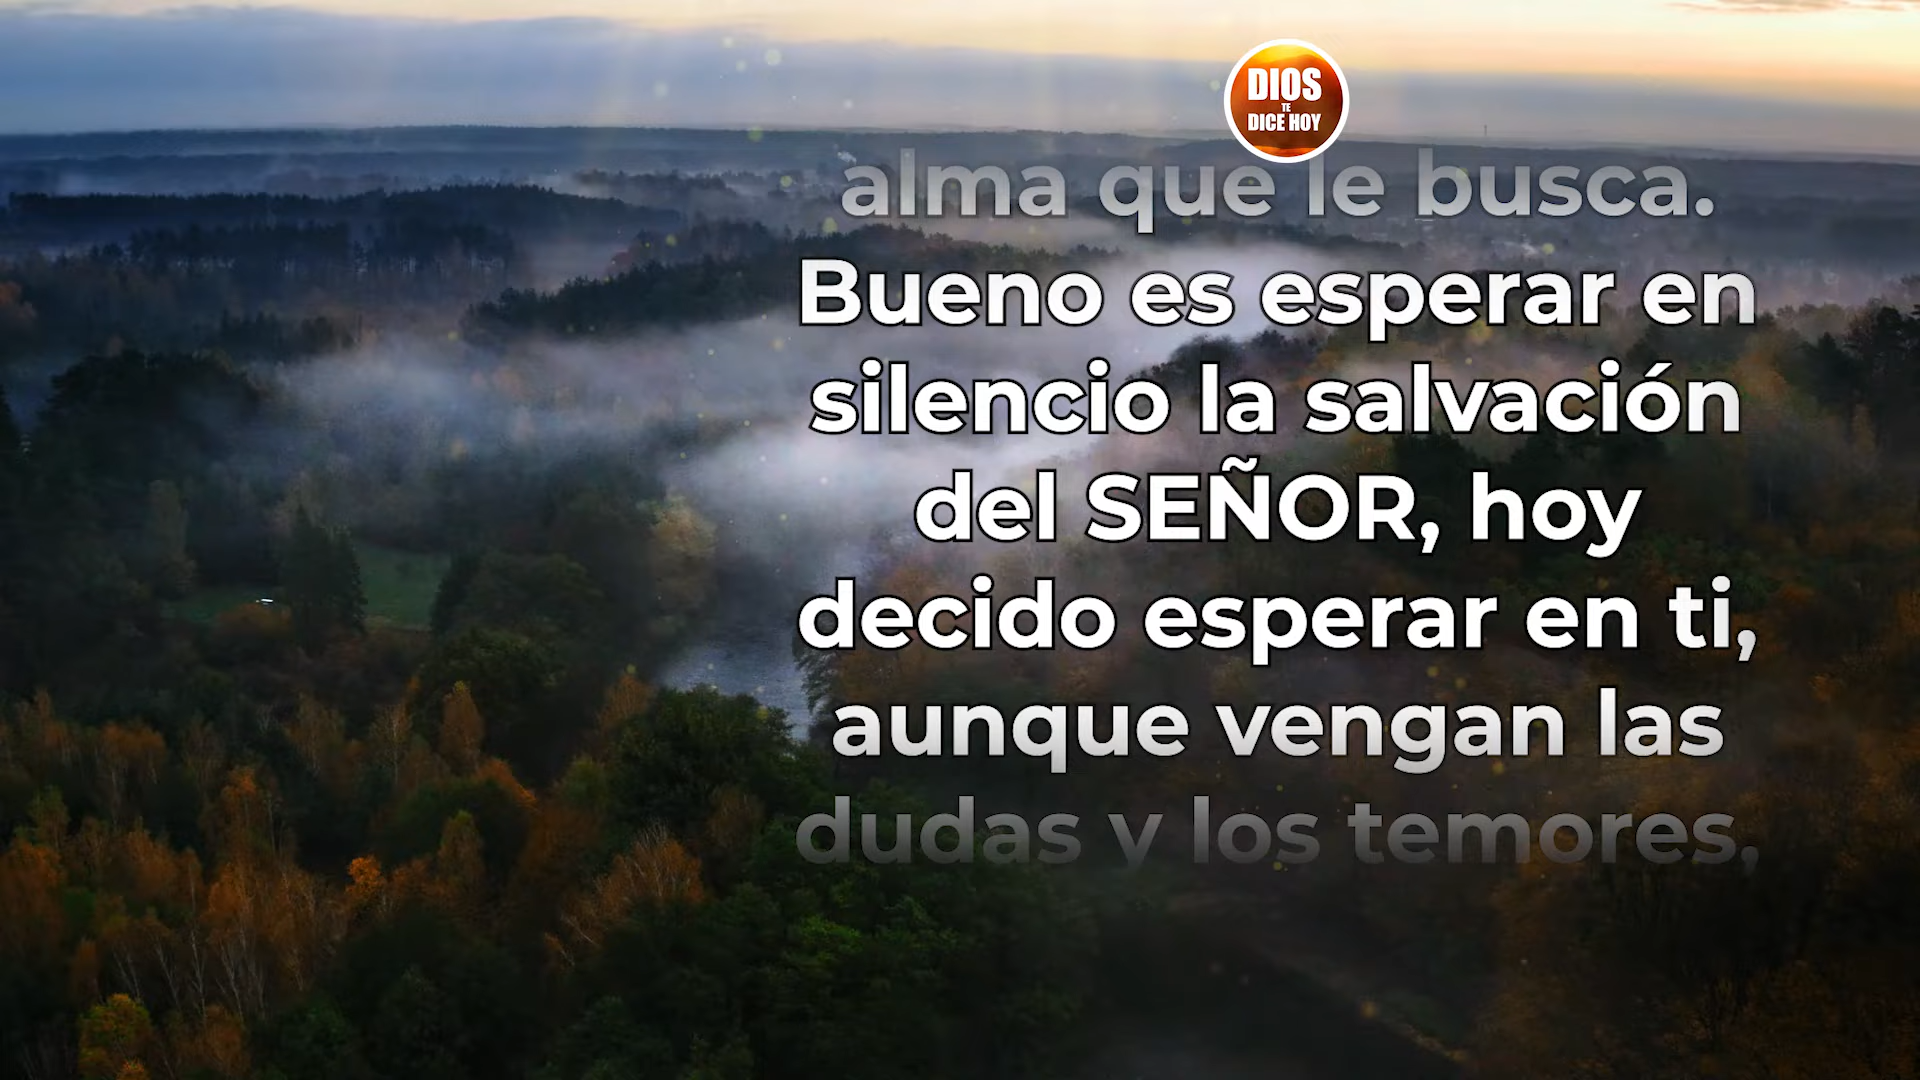 DIOS
TE
DICE HOY
alma que le busca.
Bueno es esperar en
silencio la salvación
del SEÑOR, hoy
decido esperar en ti,
aunque vengan las
dudas y los temores,